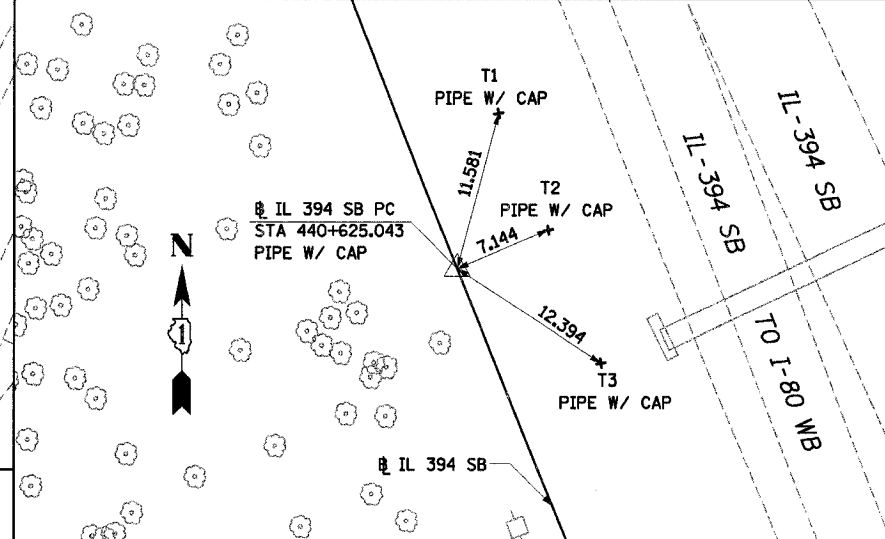 T1
PIPE W/ CAP
11.581
T2
PIPE W/ CAP
7.144
℄ IL 394 SB PC
STA 440+625.043
PIPE W/ CAP
N
1
12.394
T3
PIPE W/ CAP
℄ IL 394 SB
IL-394 SB
IL-394 SB
TO I-80 WB